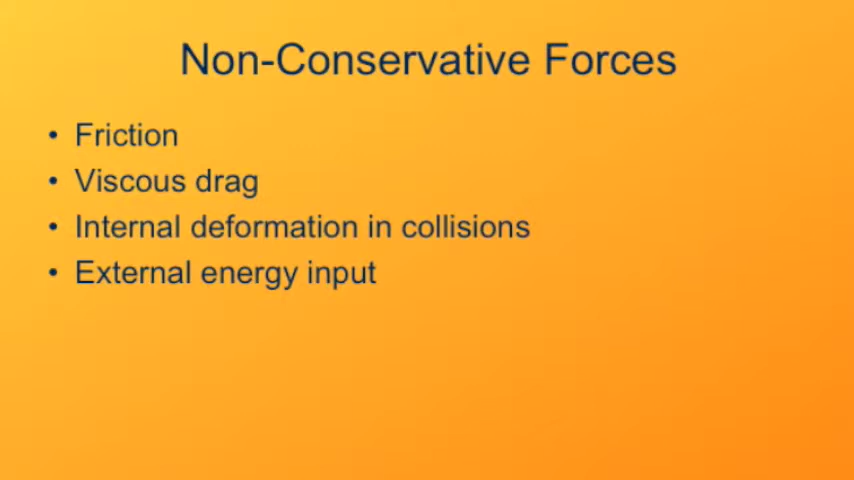 Non-Conservative Forces
• Friction
• Viscous drag
• Internal deformation in collisions
• External energy input